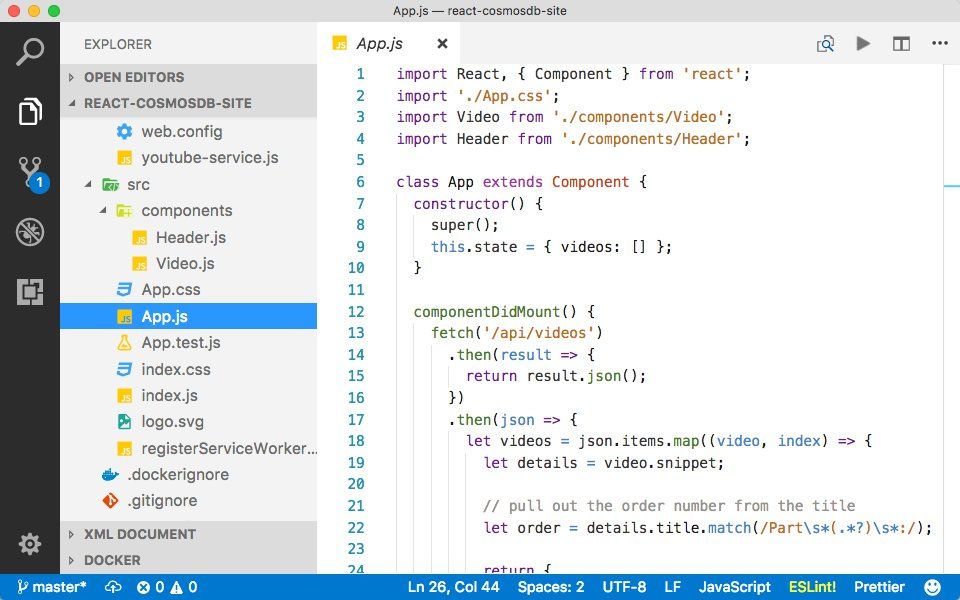 App.js — react-cosmosdb-site
EXPLORER
OPEN EDITORS
REACT-COSMOSDB-SITE
web.config
JS youtube-service.js
src
components
JS Header.js
JS Video.js
App.css
JS App.js
App.test.js
index.css
JS index.js
logo.svg
JS registerServiceWorker...
.dockerignore
.gitignore
XML DOCUMENT
DOCKER
1
JS App.js
1 import React, { Component } from 'react';
2 import './App.css';
3 import Video from './components/Video';
4 import Header from './components/Header';
5
6 class App extends Component {
7 constructor() {
8 super();
9 this.state = { videos: [] };
10 }
11
12 componentDidMount() {
13 fetch('/api/videos')
14 .then(result => {
15 return result.json();
16 })
17 .then(json => {
18 let videos = json.items.map((video, index) => {
19 let details = video.snippet;
20
21 // pull out the order number from the title
22 let order = details.title.match(/Part\s*(.*?)\s*:/);
23
24 return {
master* 0 0 Ln 26, Col 44 Spaces: 2 UTF-8 LF JavaScript ESLint! Prettier